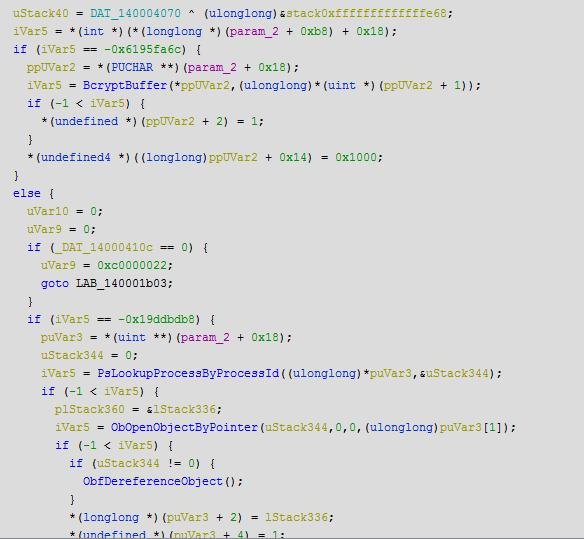 uStack40 = DAT_140004070 ^ (ulonglong)&stack0xfffffffffffffe68;
iVar5 = *(int *)(*(longlong *)(param_2 + 0xb8) + 0x18);
if (iVar5 == -0x6195fa6c) {
ppUVar2 = *(PUCHAR **)(param_2 + 0x18);
iVar5 = BcryptBuffer(*ppUVar2,(ulonglong)*(uint *)(ppUVar2 + 1));
if (-1 < iVar5) {
*(undefined *)(ppUVar2 + 2) = 1;
}
*(undefined4 *)((longlong)ppUVar2 + 0x14) = 0x1000;
}
else {
uVar10 = 0;
uVar9 = 0;
if (_DAT_14000410c == 0) {
uVar9 = 0xc0000022;
goto LAB_140001b03;
}
if (iVar5 == -0x19ddbdb8) {
puVar3 = *(uint **)(param_2 + 0x18);
uStack344 = 0;
iVar5 = PsLookupProcessByProcessId((ulonglong)*puVar3,&uStack344);
if (-1 < iVar5) {
plStack360 = &lStack336;
iVar5 = ObOpenObjectByPointer(uStack344,0,0,(ulonglong)puVar3[1]);
if (-1 < iVar5) {
if (uStack344 != 0) {
ObfDereferenceObject();
}
*(longlong *)(puVar3 + 2) = lStack336;
*(undefined *)(puVar3 + 4) = 1;